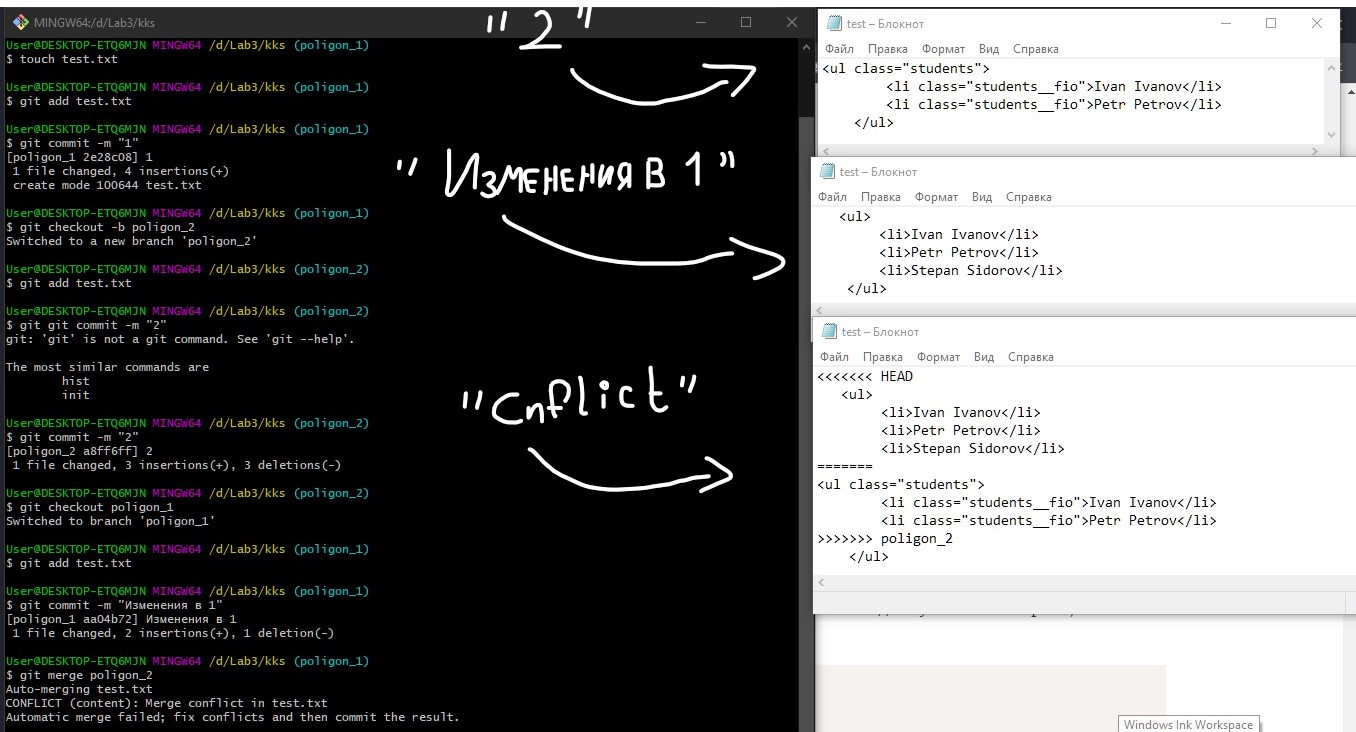 MINGW64:/d/Lab3/kks
User@DESKTOP-ETQ6MJN MINGW64 /d/Lab3/kks (poligon_1)
$ touch test.txt
User@DESKTOP-ETQ6MJN MINGW64 /d/Lab3/kks (poligon_1)
$ git add test.txt
User@DESKTOP-ETQ6MJN MINGW64 /d/Lab3/kks (poligon_1)
$ git commit -m "1"
[poligon_1 2e28c08] 1
1 file changed, 4 insertions(+)
create mode 100644 test.txt
User@DESKTOP-ETQ6MJN MINGW64 /d/Lab3/kks (poligon_1)
$ git checkout -b poligon_2
Switched to a new branch 'poligon_2'
User@DESKTOP-ETQ6MJN MINGW64 /d/Lab3/kks (poligon_2)
$ git add test.txt
User@DESKTOP-ETQ6MJN MINGW64 /d/Lab3/kks (poligon_2)
$ git git commit -m "2"
git: 'git' is not a git command. See 'git --help'.
The most similar commands are
hist
init
User@DESKTOP-ETQ6MJN MINGW64 /d/Lab3/kks (poligon_2)
$ git commit -m "2"
[poligon_2 a8ff6ff] 2
1 file changed, 3 insertions(+), 3 deletions(-)
User@DESKTOP-ETQ6MJN MINGW64 /d/Lab3/kks (poligon_2)
$ git checkout poligon_1
Switched to branch 'poligon_1'
User@DESKTOP-ETQ6MJN MINGW64 /d/Lab3/kks (poligon_1)
$ git add test.txt
User@DESKTOP-ETQ6MJN MINGW64 /d/Lab3/kks (poligon_1)
$ git commit -m "Изменения в 1"
[poligon_1 aa04b72] Изменения в 1
1 file changed, 2 insertions(+), 1 deletion(-)
User@DESKTOP-ETQ6MJN MINGW64 /d/Lab3/kks (poligon_1)
$ git merge poligon_2
Auto-merging test.txt
CONFLICT (content): Merge conflict in test.txt
Automatic merge failed; fix conflicts and then commit the result.
"2"
"Изменения в 1"
"Cnflict"
test – Блокнот
Файл Правка Формат Вид Справка
<ul class="students">
<li class="students__fio">Ivan Ivanov</li>
<li class="students__fio">Petr Petrov</li>
</ul>
test – Блокнот
Файл Правка Формат Вид Справка
<ul>
<li>Ivan Ivanov</li>
<li>Petr Petrov</li>
<li>Stepan Sidorov</li>
</ul>
test – Блокнот
Файл Правка Формат Вид Справка
<<<<<<< HEAD
<ul>
<li>Ivan Ivanov</li>
<li>Petr Petrov</li>
<li>Stepan Sidorov</li>
=======
<ul class="students">
<li class="students__fio">Ivan Ivanov</li>
<li class="students__fio">Petr Petrov</li>
>>>>>>> poligon_2
</ul>
Windows Ink Workspace